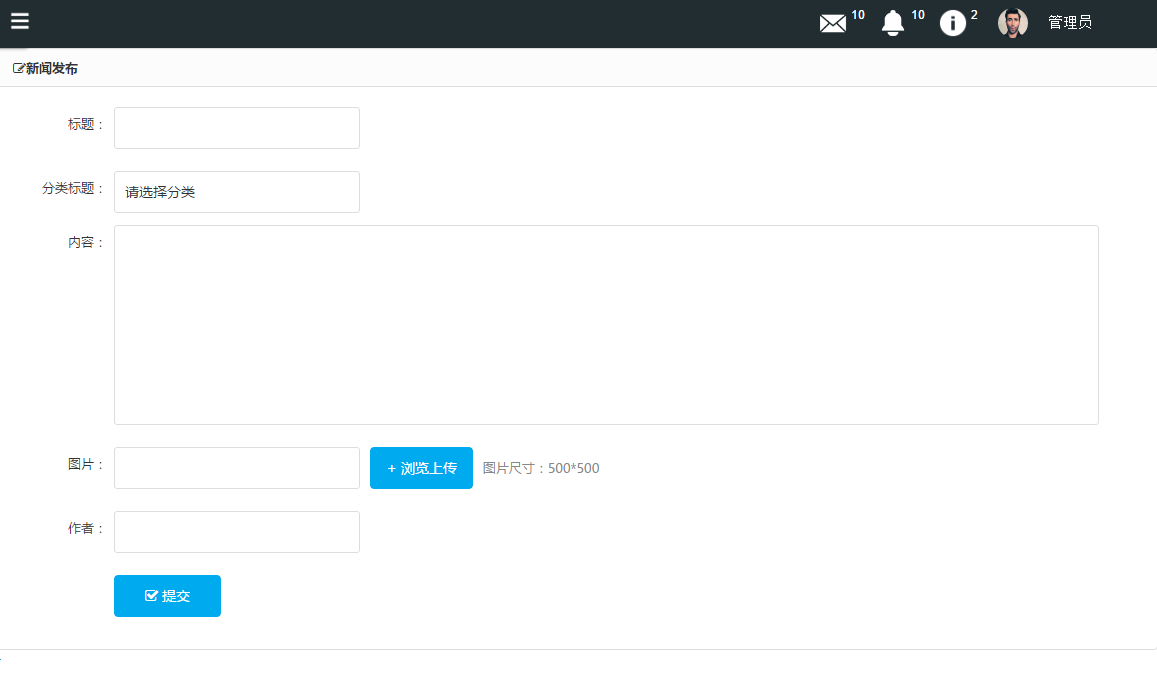 10 10 2 管理员
新闻发布
标题：
分类标题： 请选择分类
内容：
图片： + 浏览上传 图片尺寸：500*500
作者：
提交